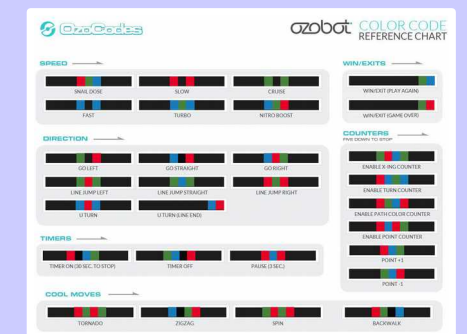 OzoCodes
ozobot COLOR CODE
REFERENCE CHART
SPEED
SNAIL DOSE SLOW CRUISE
FAST TURBO NITRO BOOST
WIN/EXITS
WIN/EXIT (PLAY AGAIN)
WIN/EXIT (GAME OVER)
DIRECTION
GO LEFT GO STRAIGHT GO RIGHT
LINE JUMP LEFT LINE JUMP STRAIGHT LINE JUMP RIGHT
U TURN U TURN (LINE END)
COUNTERS
FIVE DOWN TO STOP
ENABLE X-ING COUNTER
ENABLE TURN COUNTER
ENABLE PATH COLOR COUNTER
ENABLE POINT COUNTER
POINT +1
POINT -1
TIMERS
TIMER ON (30 SEC. TO STOP) TIMER OFF PAUSE (3 SEC.)
COOL MOVES
TORNADO ZIGZAG SPIN BACKWALK